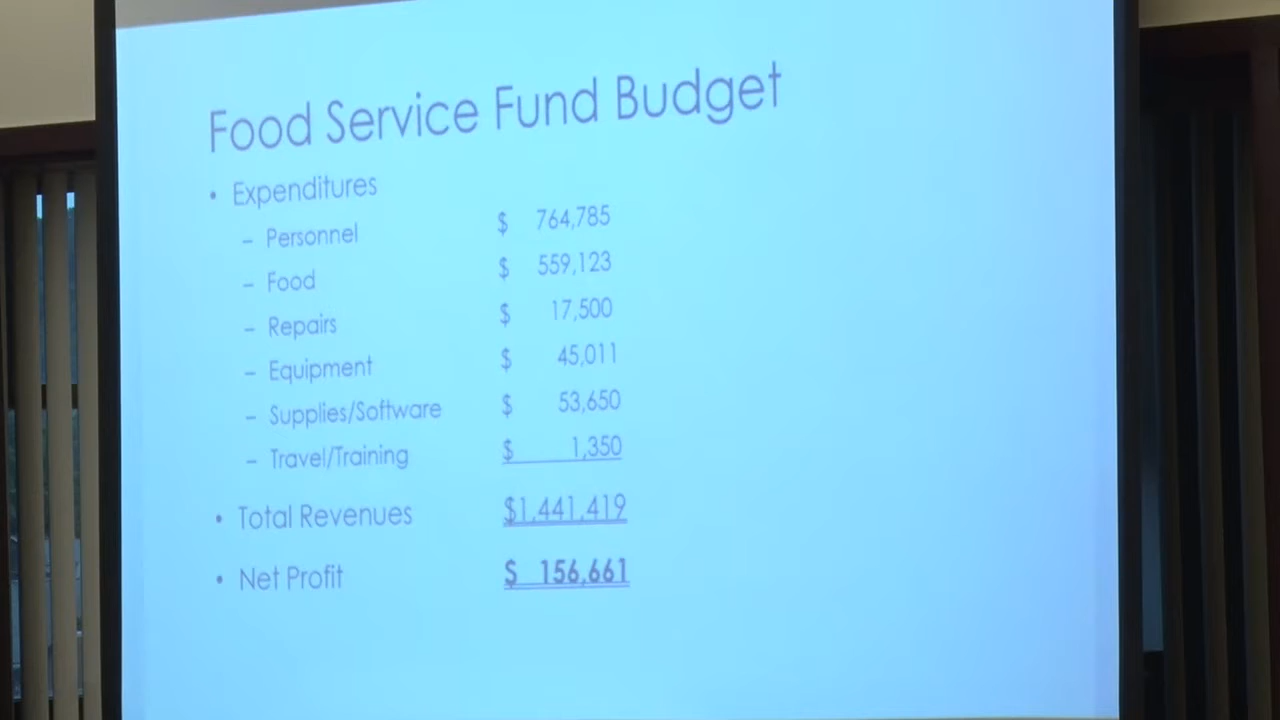 Food Service Fund Budget
• Expenditures
– Personnel $ 764,785
– Food $ 559,123
– Repairs $ 17,500
– Equipment $ 45,011
– Supplies/Software $ 53,650
– Travel/Training $ 1,350
• Total Revenues $1,441,419
• Net Profit $ 156,661